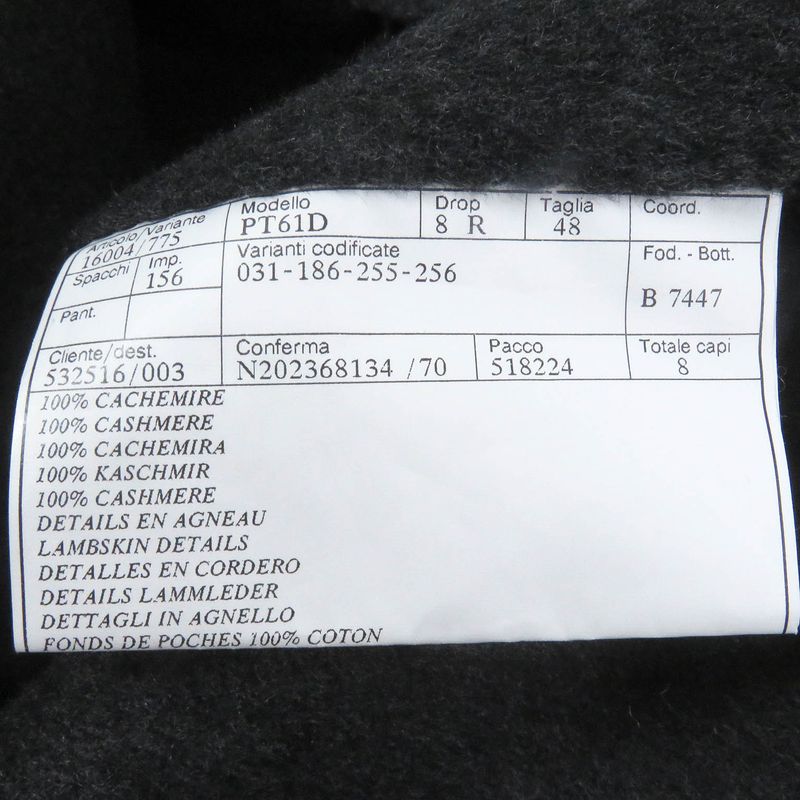 Articolo/Variante Modello Drop Taglia Coord.
16004/775 PT61D 8 R 48
Spacchi Imp. Varianti codificate Fod. - Bott.
156 031-186-255-256 B 7447
Pant.
Cliente/dest. Conferma Pacco Totale capi
532516/003 N202368134 /70 518224 8
100% CACHEMIRE
100% CASHMERE
100% CACHEMIRA
100% KASCHMIR
100% CASHMERE
DETAILS EN AGNEAU
LAMBSKIN DETAILS
DETALLES EN CORDERO
DETAILS LAMMLEDER
DETTAGLI IN AGNELLO
FONDS DE POCHES 100% COTON